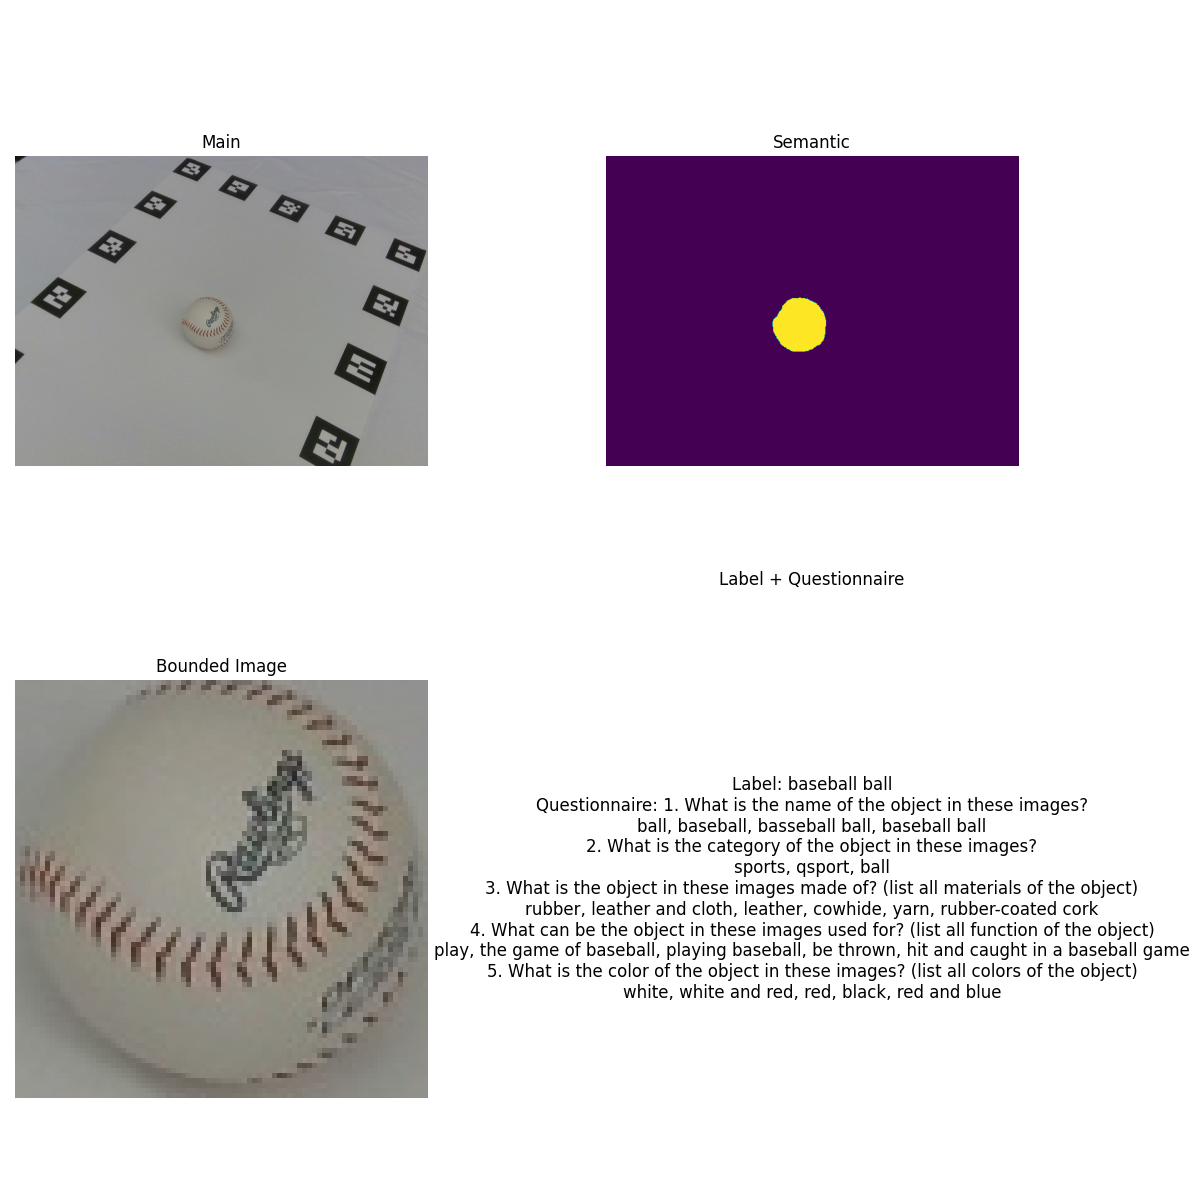 Main
Semantic
Label + Questionnaire
Bounded Image
Label: baseball ball
Questionnaire: 1. What is the name of the object in these images?
ball, baseball, basseball ball, baseball ball
2. What is the category of the object in these images?
sports, qsport, ball
3. What is the object in these images made of? (list all materials of the object)
rubber, leather and cloth, leather, cowhide, yarn, rubber-coated cork
4. What can be the object in these images used for? (list all function of the object)
play, the game of baseball, playing baseball, be thrown, hit and caught in a baseball game
5. What is the color of the object in these images? (list all colors of the object)
white, white and red, red, black, red and blue